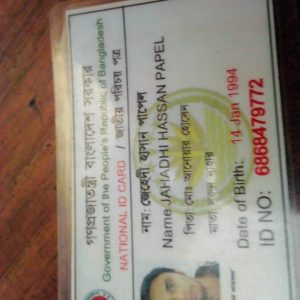 গণপ্রজাতন্ত্রী বাংলাদেশ সরকার
Government of the People's Republic of Bangladesh
NATIONAL ID CARD / জাতীয় পরিচয় পত্র
নাম: জেহেদী হাসান পাপেল
Name: JAHADHI HASSAN PAPEL
পিতা: মোঃ আনোয়ার হোসেন
মাতা:
Date of Birth: 14 Jan 1994
ID NO: 6868479772